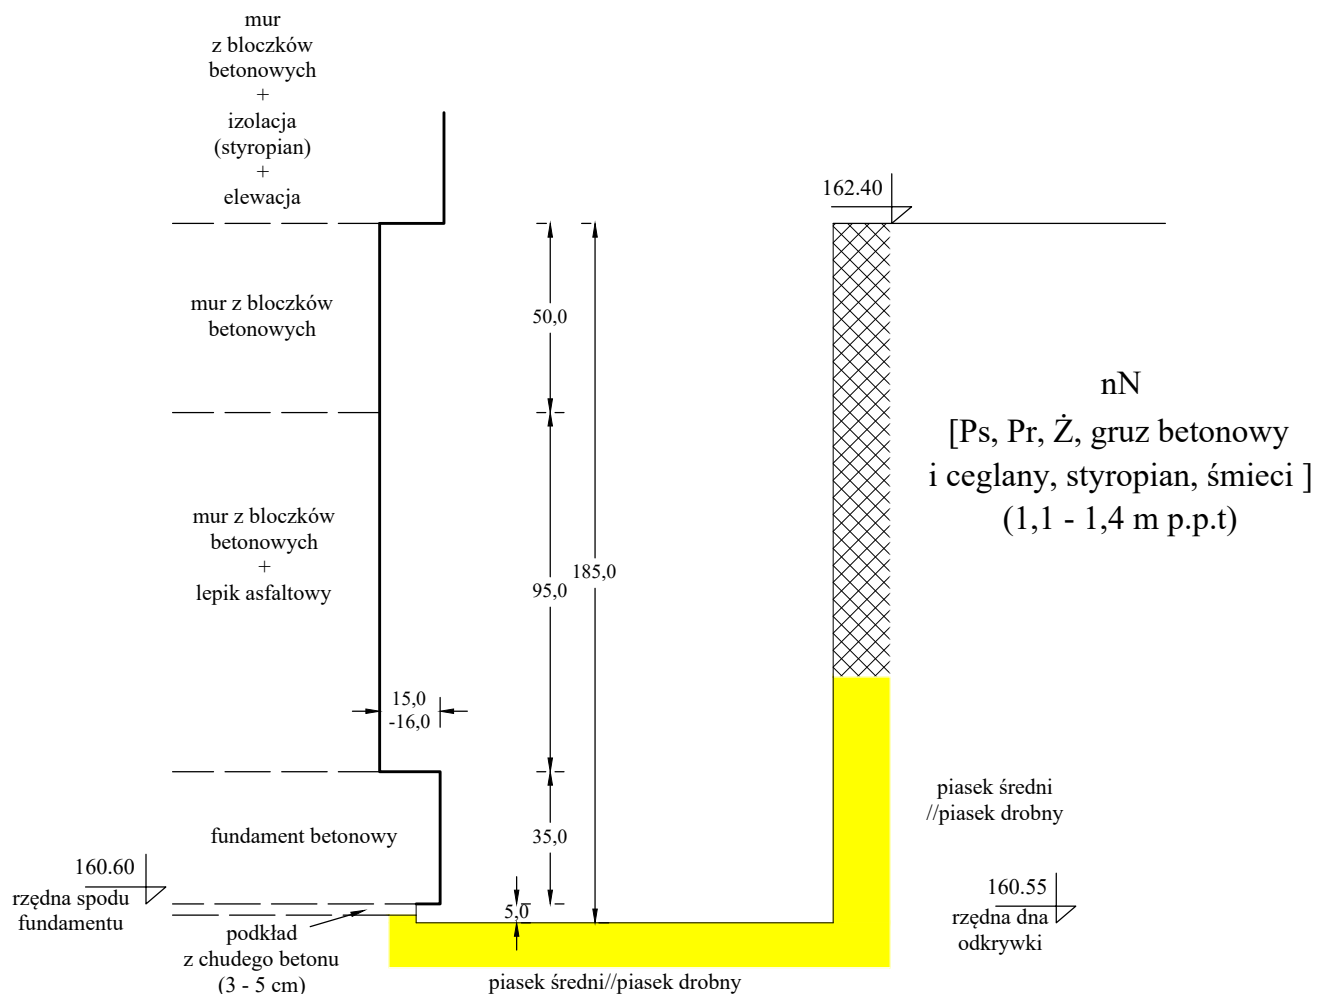 mur
z bloczków
betonowych
+
izolacja
(styropian)
+
elewacja
162.40
mur z bloczków
betonowych
50,0
nN
[Ps, Pr, Ż, gruz betonowy
i ceglany, styropian, śmieci ]
(1,1 - 1,4 m p.p.t)
mur z bloczków
betonowych
+
lepik asfaltowy
95,0
185,0
15,0
-16,0
fundament betonowy
35,0
piasek średni
//piasek drobny
160.60
rzędna spodu
fundamentu
5,0
160.55
rzędna dna
odkrywki
podkład
z chudego betonu
(3 - 5 cm)
piasek średni//piasek drobny